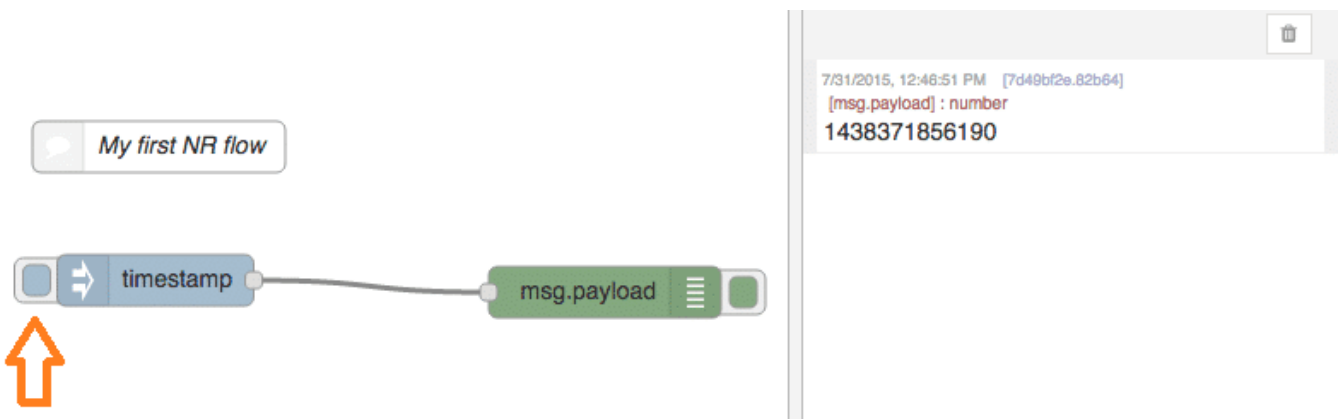 My first NR flow
timestamp
msg.payload
7/31/2015, 12:46:51 PM [7d49bf2e.82b64]
[msg.payload] : number
1438371856190